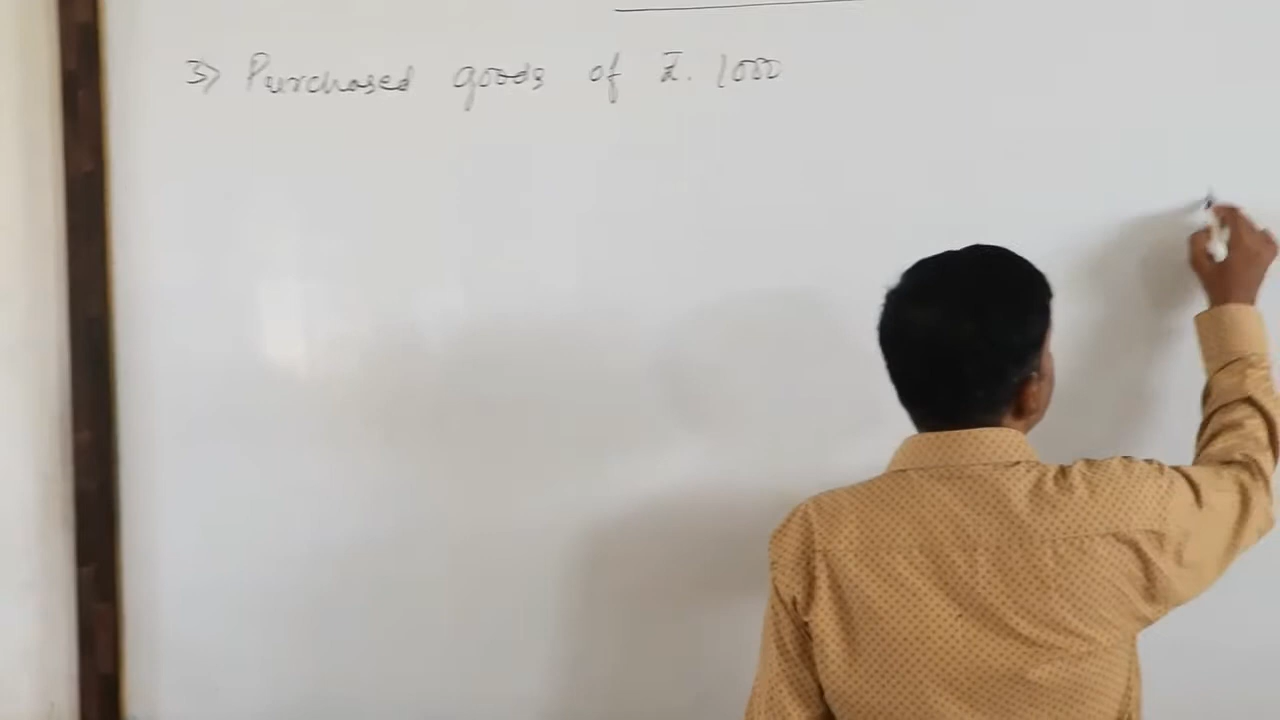 3) Purchased goods of ₹. 1000